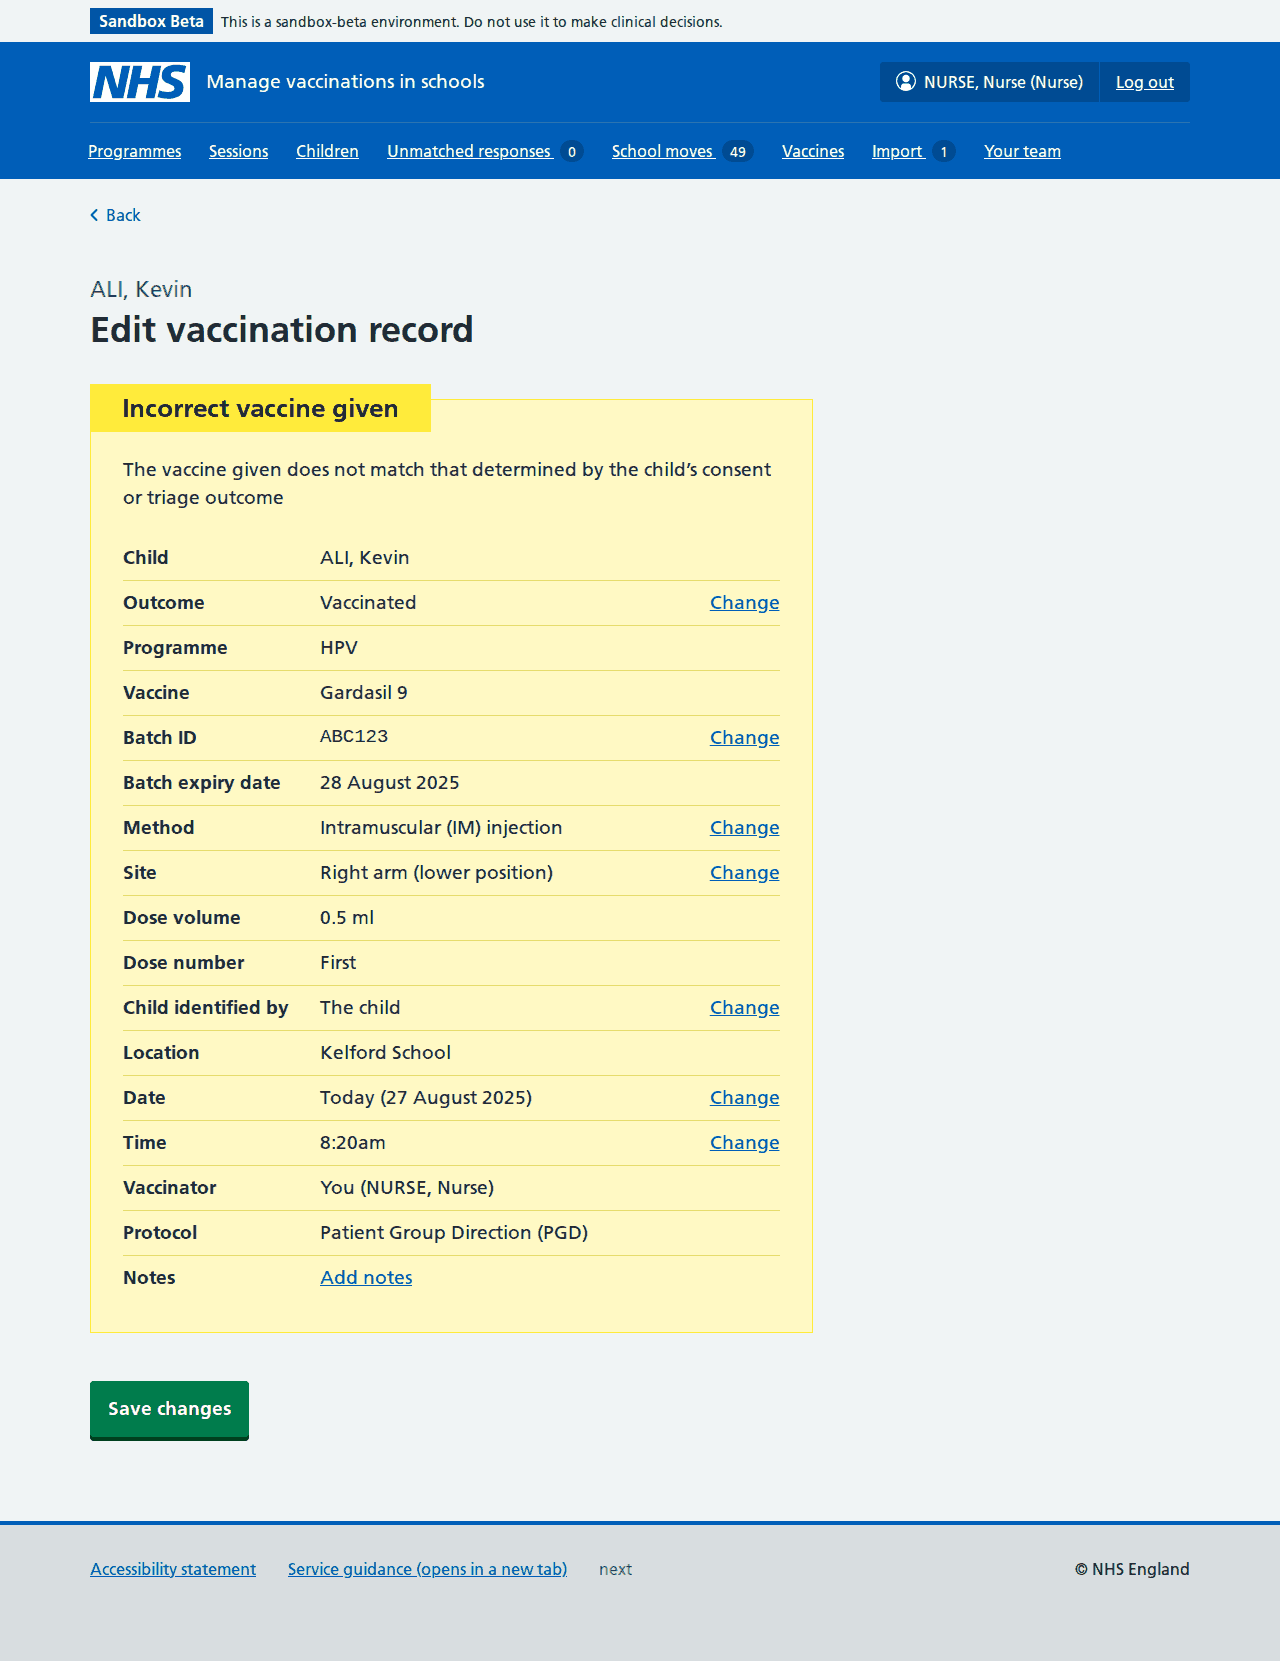 Sandbox Beta This is a sandbox-beta environment. Do not use it to make clinical decisions.
NHS Manage vaccinations in schools NURSE, Nurse (Nurse) Log out
Programmes Sessions Children Unmatched responses 0 School moves 49 Vaccines Import 1 Your team
Back
ALI, Kevin
Edit vaccination record
Incorrect vaccine given
The vaccine given does not match that determined by the child’s consent
or triage outcome
Child ALI, Kevin
Outcome Vaccinated Change
Programme HPV
Vaccine Gardasil 9
Batch ID ABC123 Change
Batch expiry date 28 August 2025
Method Intramuscular (IM) injection Change
Site Right arm (lower position) Change
Dose volume 0.5 ml
Dose number First
Child identified by The child Change
Location Kelford School
Date Today (27 August 2025) Change
Time 8:20am Change
Vaccinator You (NURSE, Nurse)
Protocol Patient Group Direction (PGD)
Notes Add notes
Save changes
Accessibility statement Service guidance (opens in a new tab) next © NHS England